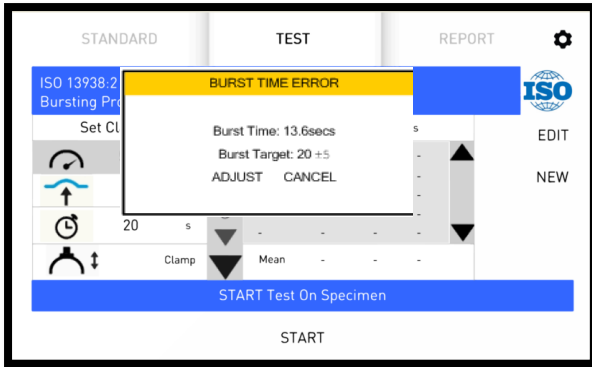 STANDARD TEST REPORT
ISO 13938:2
Bursting Pro
ISO
BURST TIME ERROR
Burst Time: 13.6secs
Burst Target: 20 ±5
ADJUST CANCEL
Set Cl
s
EDIT
NEW
- -
-
- -
20 s
- - - -
Clamp Mean - - -
START Test On Specimen
START